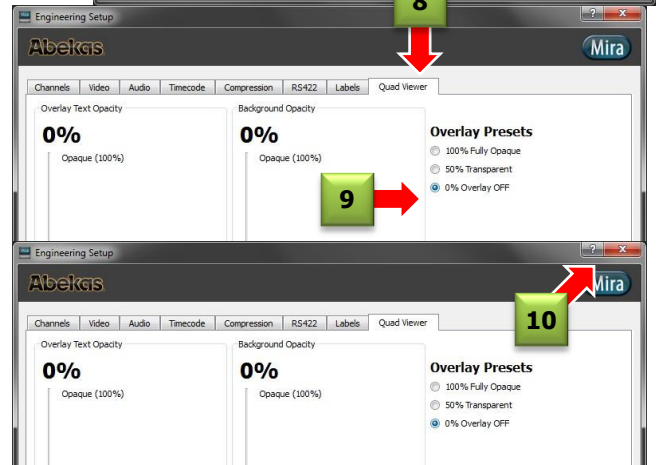 8
Engineering Setup
Abekas
Mira
Channels Video Audio Timecode Compression RS422 Labels Quad Viewer
Overlay Text Opacity
Background Opacity
0%
0%
Overlay Presets
Opaque (100%)
Opaque (100%)
100% Fully Opaque
50% Transparent
9
0% Overlay OFF
Engineering Setup
Abekas
Mira
10
Channels Video Audio Timecode Compression RS422 Labels Quad Viewer
Overlay Text Opacity
Background Opacity
0%
0%
Overlay Presets
Opaque (100%)
Opaque (100%)
100% Fully Opaque
50% Transparent
0% Overlay OFF